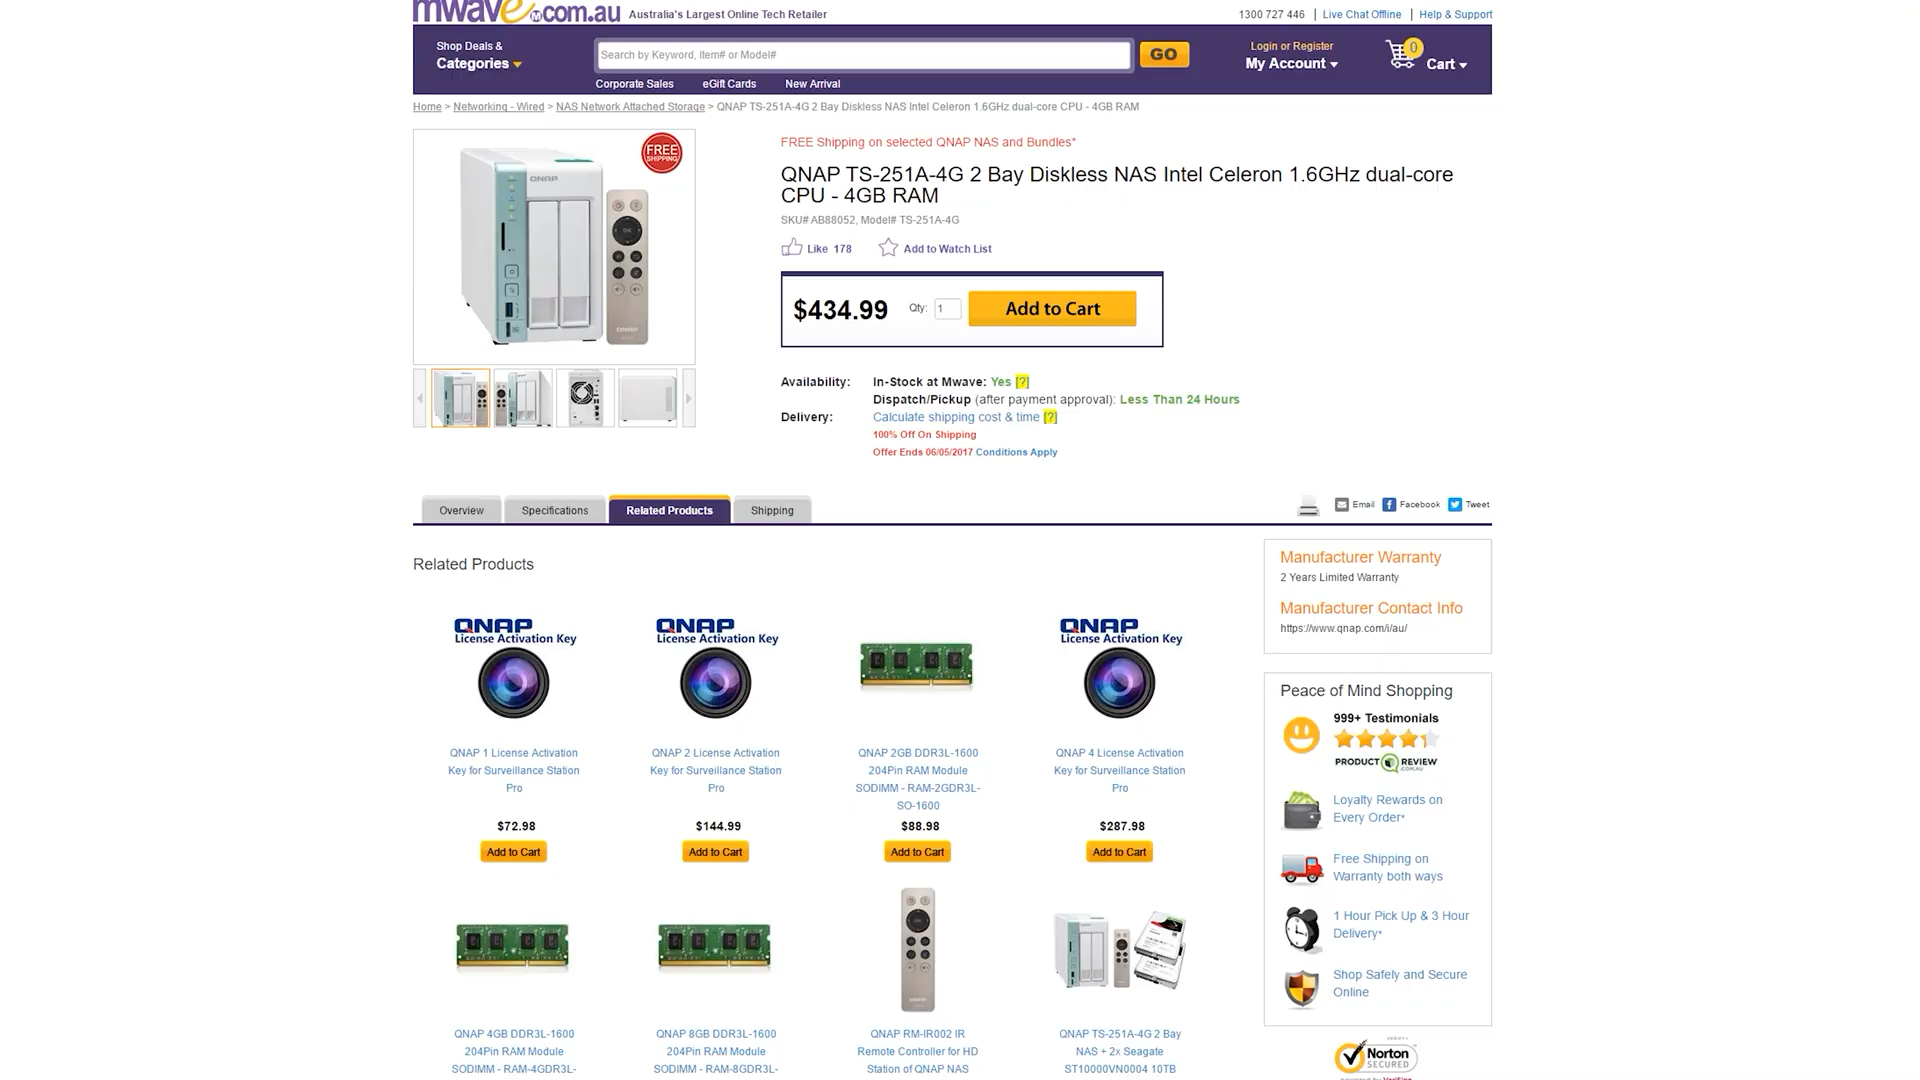 mwave.com.au
Australia's Largest Online Tech Retailer
1300 727 446 | Live Chat Offline | Help & Support
Shop Deals &
Categories
Search by Keyword, Item# or Model#
GO
Login or Register
My Account
0
Cart
Corporate Sales eGift Cards New Arrival
Home > Networking - Wired > NAS Network Attached Storage > QNAP TS-251A-4G 2 Bay Diskless NAS Intel Celeron 1.6GHz dual-core CPU - 4GB RAM
FREE
SHIPPING
QNAP
QNAP
FREE Shipping on selected QNAP NAS and Bundles*
QNAP TS-251A-4G 2 Bay Diskless NAS Intel Celeron 1.6GHz dual-core
CPU - 4GB RAM
SKU# AB88052, Model# TS-251A-4G
Like 178
Add to Watch List
$434.99
Qty: 1
Add to Cart
Availability: In-Stock at Mwave: Yes [?]
Dispatch/Pickup (after payment approval): Less Than 24 Hours
Delivery: Calculate shipping cost & time [?]
100% Off On Shipping
Offer Ends 06/05/2017 Conditions Apply
Overview
Specifications
Related Products
Shipping
Email
Facebook
Tweet
Related Products
QNAP
License Activation Key
QNAP 1 License Activation
Key for Surveillance Station
Pro
$72.98
Add to Cart
QNAP
License Activation Key
QNAP 2 License Activation
Key for Surveillance Station
Pro
$144.99
Add to Cart
QNAP 2GB DDR3L-1600
204Pin RAM Module
SODIMM - RAM-2GDR3L-
SO-1600
$88.98
Add to Cart
QNAP
License Activation Key
QNAP 4 License Activation
Key for Surveillance Station
Pro
$287.98
Add to Cart
QNAP 4GB DDR3L-1600
204Pin RAM Module
SODIMM - RAM-4GDR3L-
QNAP 8GB DDR3L-1600
204Pin RAM Module
SODIMM - RAM-8GDR3L-
QNAP RM-IR002 IR
Remote Controller for HD
Station of QNAP NAS
QNAP TS-251A-4G 2 Bay
NAS + 2x Seagate
ST10000VN0004 10TB
Manufacturer Warranty
2 Years Limited Warranty
Manufacturer Contact Info
https://www.qnap.com/i/au/
Peace of Mind Shopping
999+ Testimonials
PRODUCT REVIEW
.COM.AU
Loyalty Rewards on
Every Order*
Free Shipping on
Warranty both ways
1 Hour Pick Up & 3 Hour
Delivery*
Shop Safely and Secure
Online
Norton
SECURED
powered by VeriSign